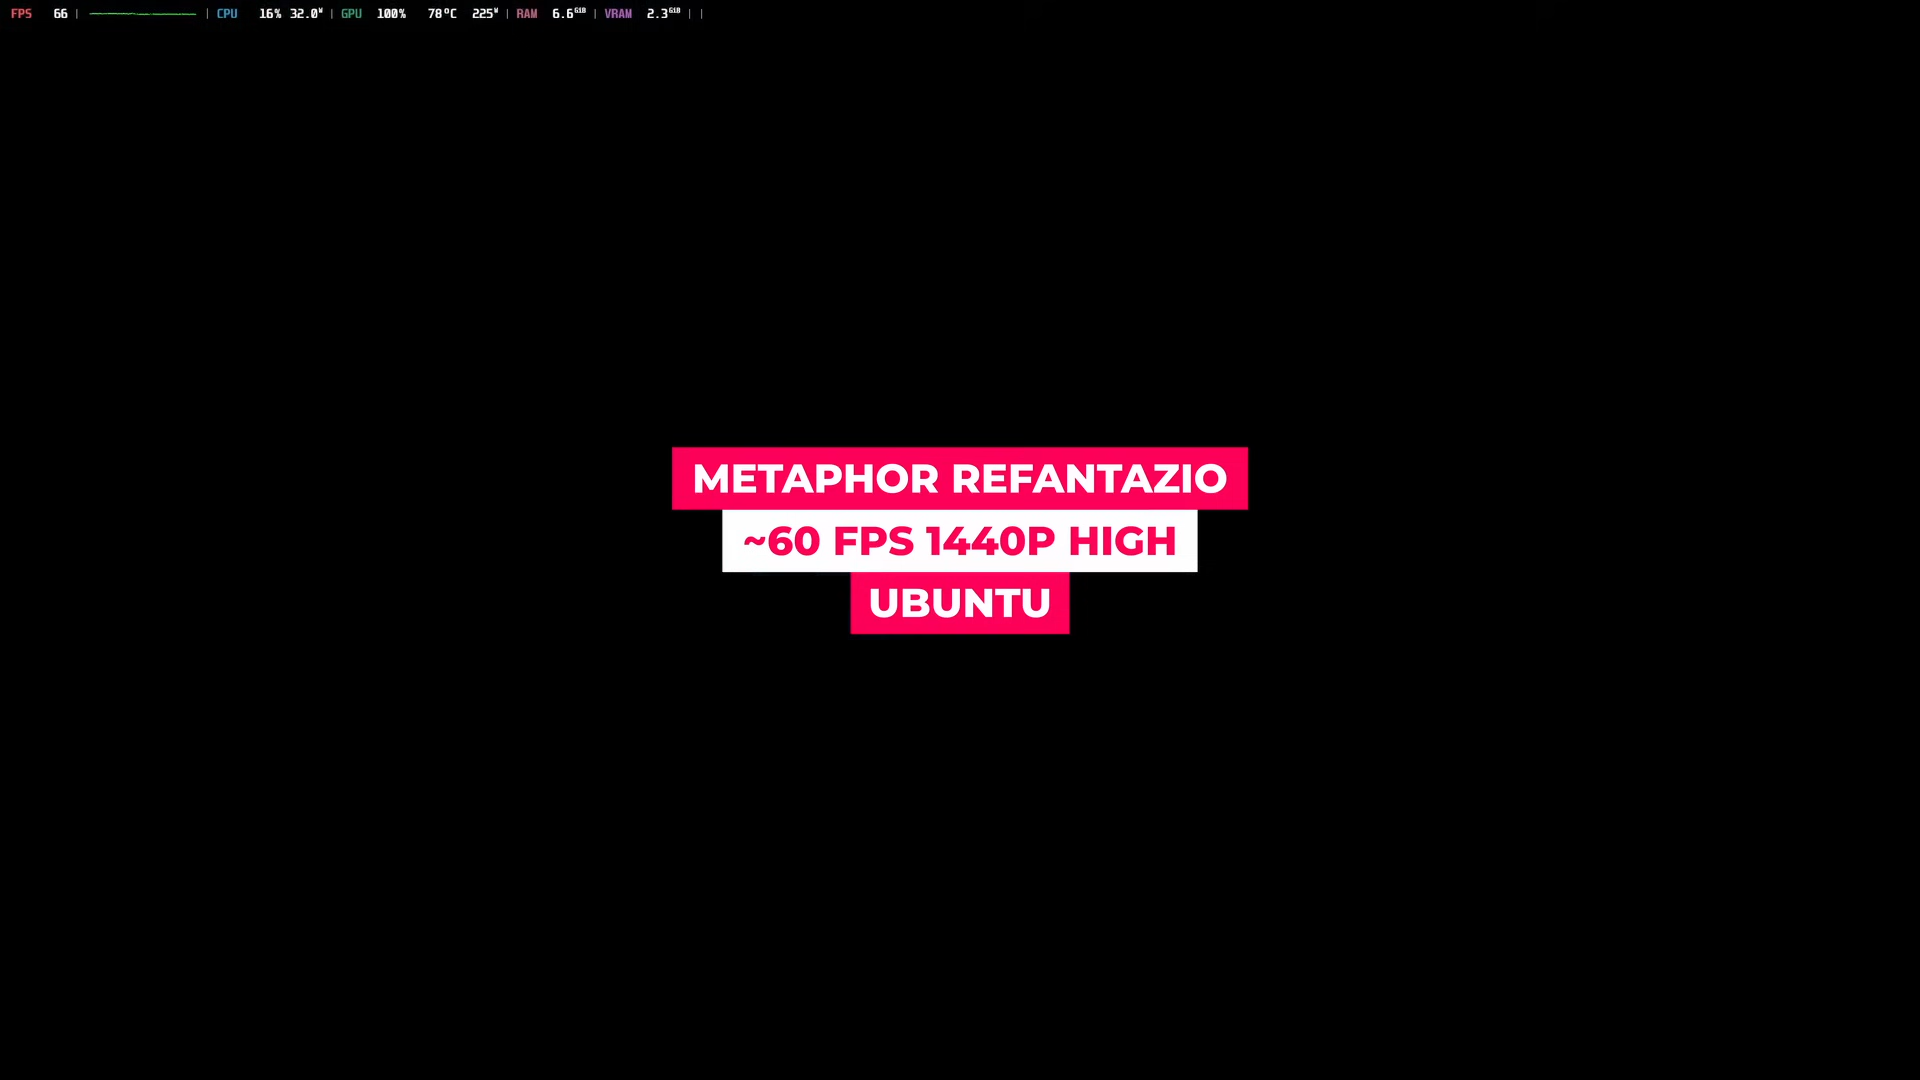 FPS 66 | | CPU 16% 32.0W | GPU 100% 78°C 225W | RAM 6.6GiB | VRAM 2.3GiB | |
METAPHOR REFANTAZIO
~60 FPS 1440P HIGH
UBUNTU